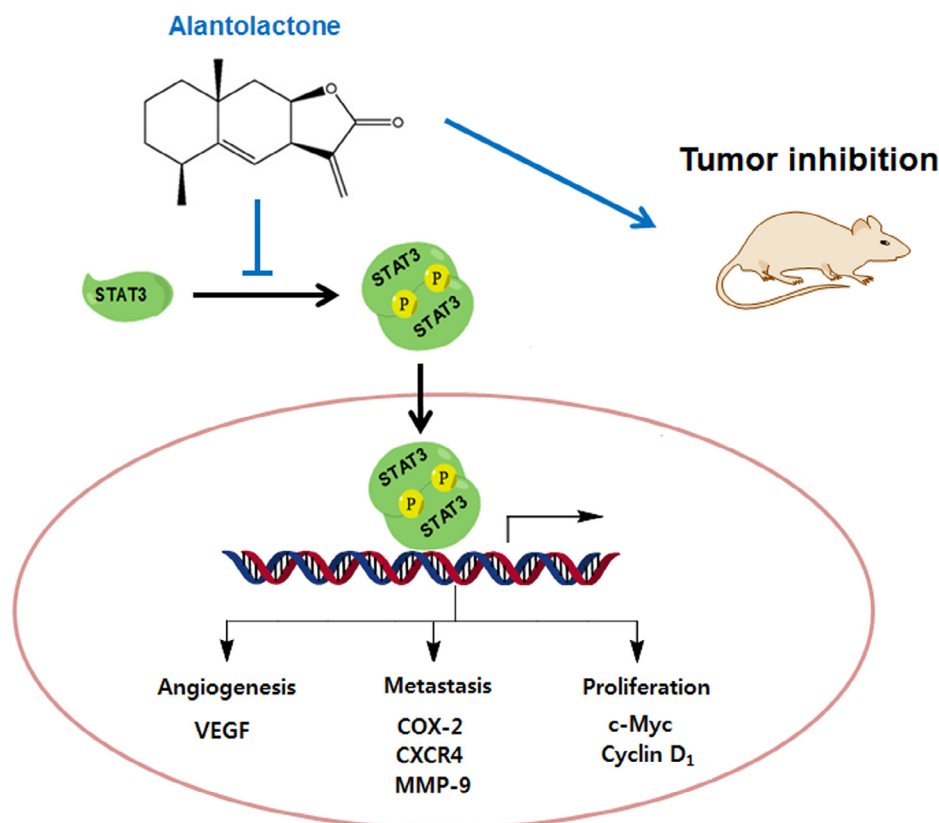 Alantolactone
O
O
Tumor inhibition
STAT3
STAT3
P
P
STAT3
STAT3
P
P
STAT3
Angiogenesis
VEGF
Metastasis
COX-2
CXCR4
MMP-9
Proliferation
c-Myc
Cyclin D₁